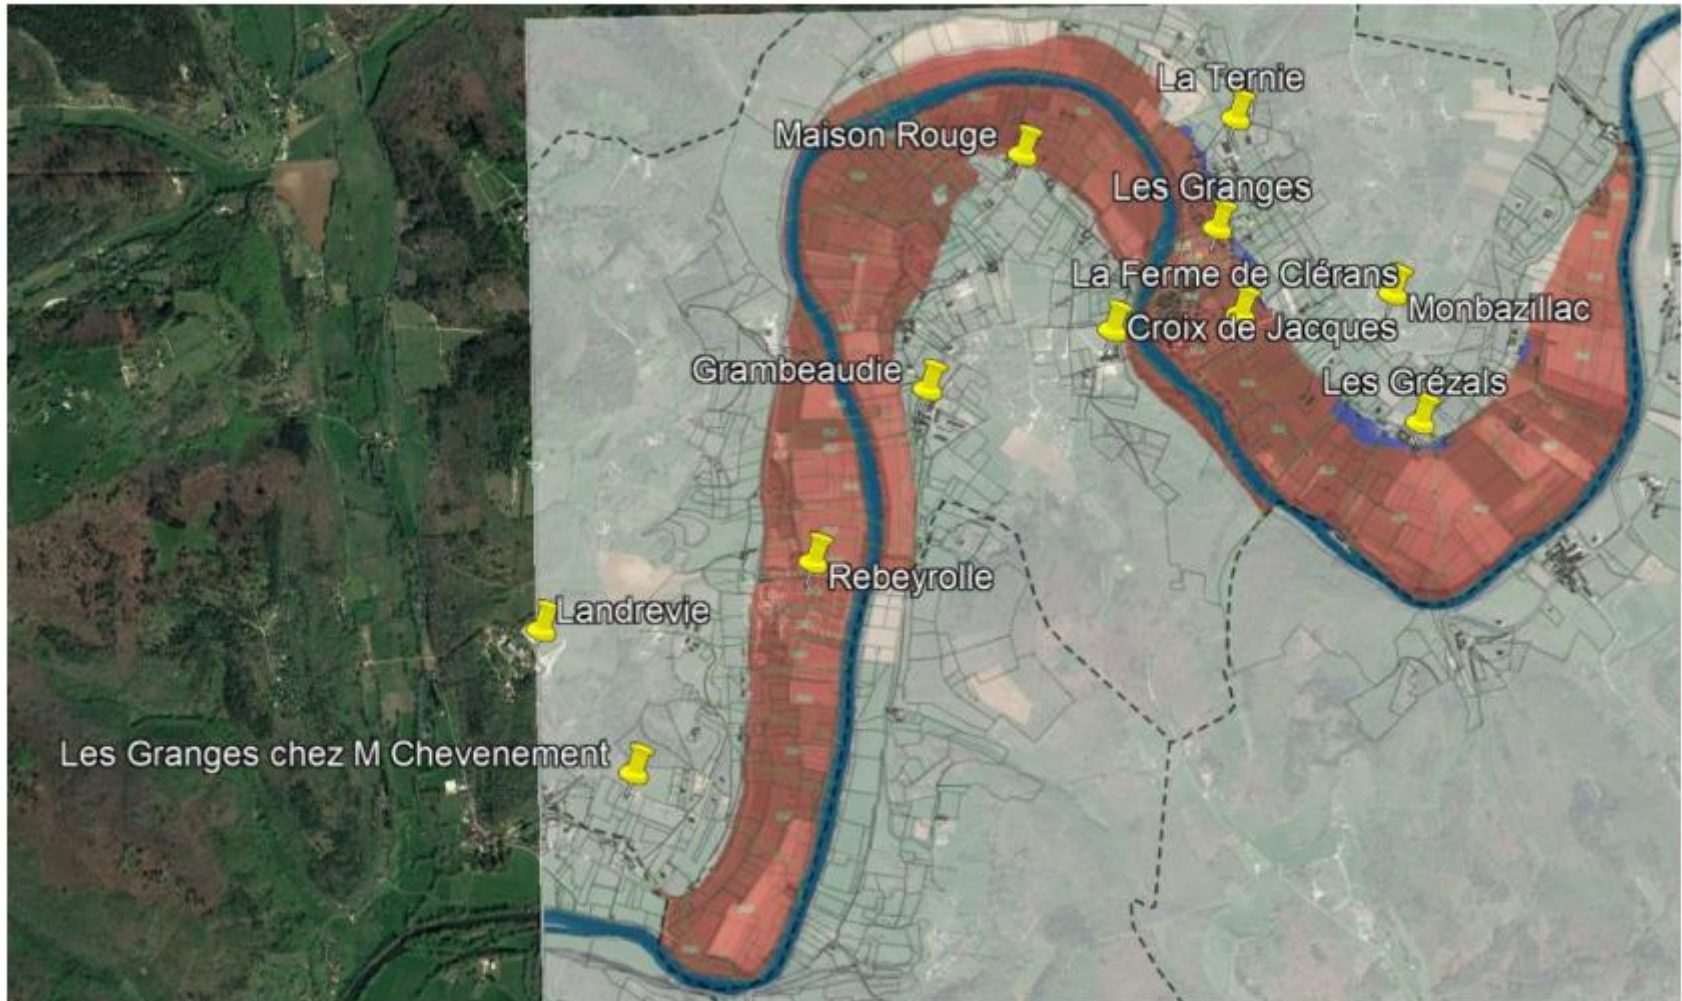 La Ternie
Maison Rouge
Les Granges
La Ferme de Clérans
Monbazillac
Croix de Jacques
Grambeaudie
Les Grézals
Rebeyrolle
Landrevie
Les Granges chez M Chevenement